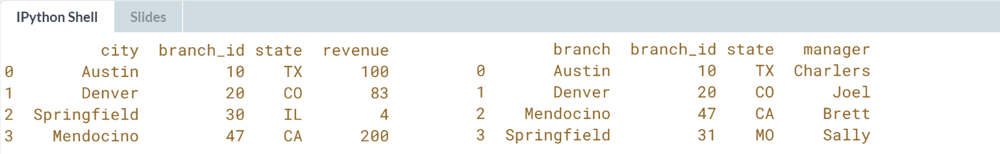 IPython Shell Slides
city branch_id state revenue branch branch_id state manager
0 Austin 10 TX 100 0 Austin 10 TX Charlers
1 Denver 20 CO 83 1 Denver 20 CO Joel
2 Springfield 30 IL 4 2 Mendocino 47 CA Brett
3 Mendocino 47 CA 200 3 Springfield 31 MO Sally